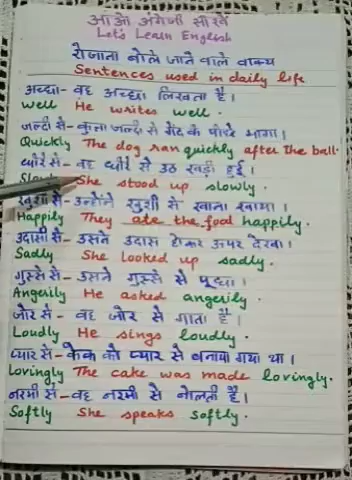 आओ अंग्रेजी सीखें
Let's Learn English
रोजाना बोले जाने वाले वाक्य
Sentences used in daily life
अच्छा- वह अच्छा लिखता है।
Well He writes well.
जल्दी से- कुत्ता जल्दी से गेंद के पीछे भागा।
Quickly The dog ran quickly after the ball.
धीरे से- वह धीरे से उठ खड़ी हुई।
She stood up slowly.
खुशी से- उन्होंने खुशी से खाना खाया।
Happily They ate the food happily.
उदासी से- उसने उदास होकर ऊपर देखा।
Sadly She looked up sadly.
गुस्से से- उसने गुस्से से पूछा।
Angerily He asked angerily.
जोर से- वह जोर से गाता है।
Loudly He sings loudly.
प्यार से- केक को प्यार से बनाया गया था।
Lovingly The cake was made lovingly.
नरमी से- वह नरमी से बोलती है।
Softly She speaks softly.